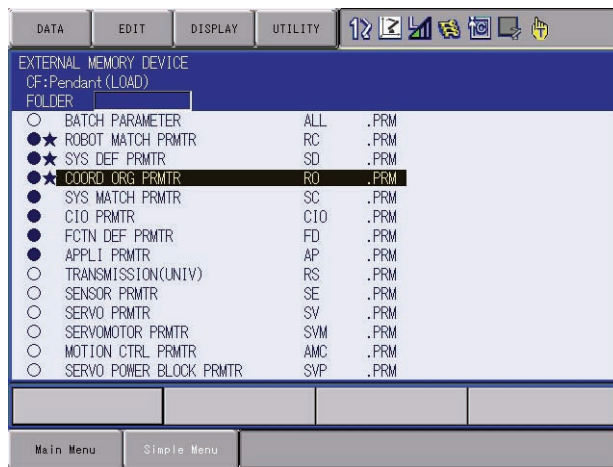 DATA EDIT DISPLAY UTILITY
EXTERNAL MEMORY DEVICE
CF:Pendant(LOAD)
FOLDER
○ BATCH PARAMETER ALL .PRM
●★ ROBOT MATCH PRMTR RC .PRM
●★ SYS DEF PRMTR SD .PRM
●★ COORD ORG PRMTR RO .PRM
● SYS MATCH PRMTR SC .PRM
● CIO PRMTR CIO .PRM
● FCTN DEF PRMTR FD .PRM
● APPLI PRMTR AP .PRM
○ TRANSMISSION(UNIV) RS .PRM
○ SENSOR PRMTR SE .PRM
○ SERVO PRMTR SV .PRM
○ SERVOMOTOR PRMTR SVM .PRM
○ MOTION CTRL PRMTR AMC .PRM
○ SERVO POWER BLOCK PRMTR SVP .PRM
Main Menu Simple Menu